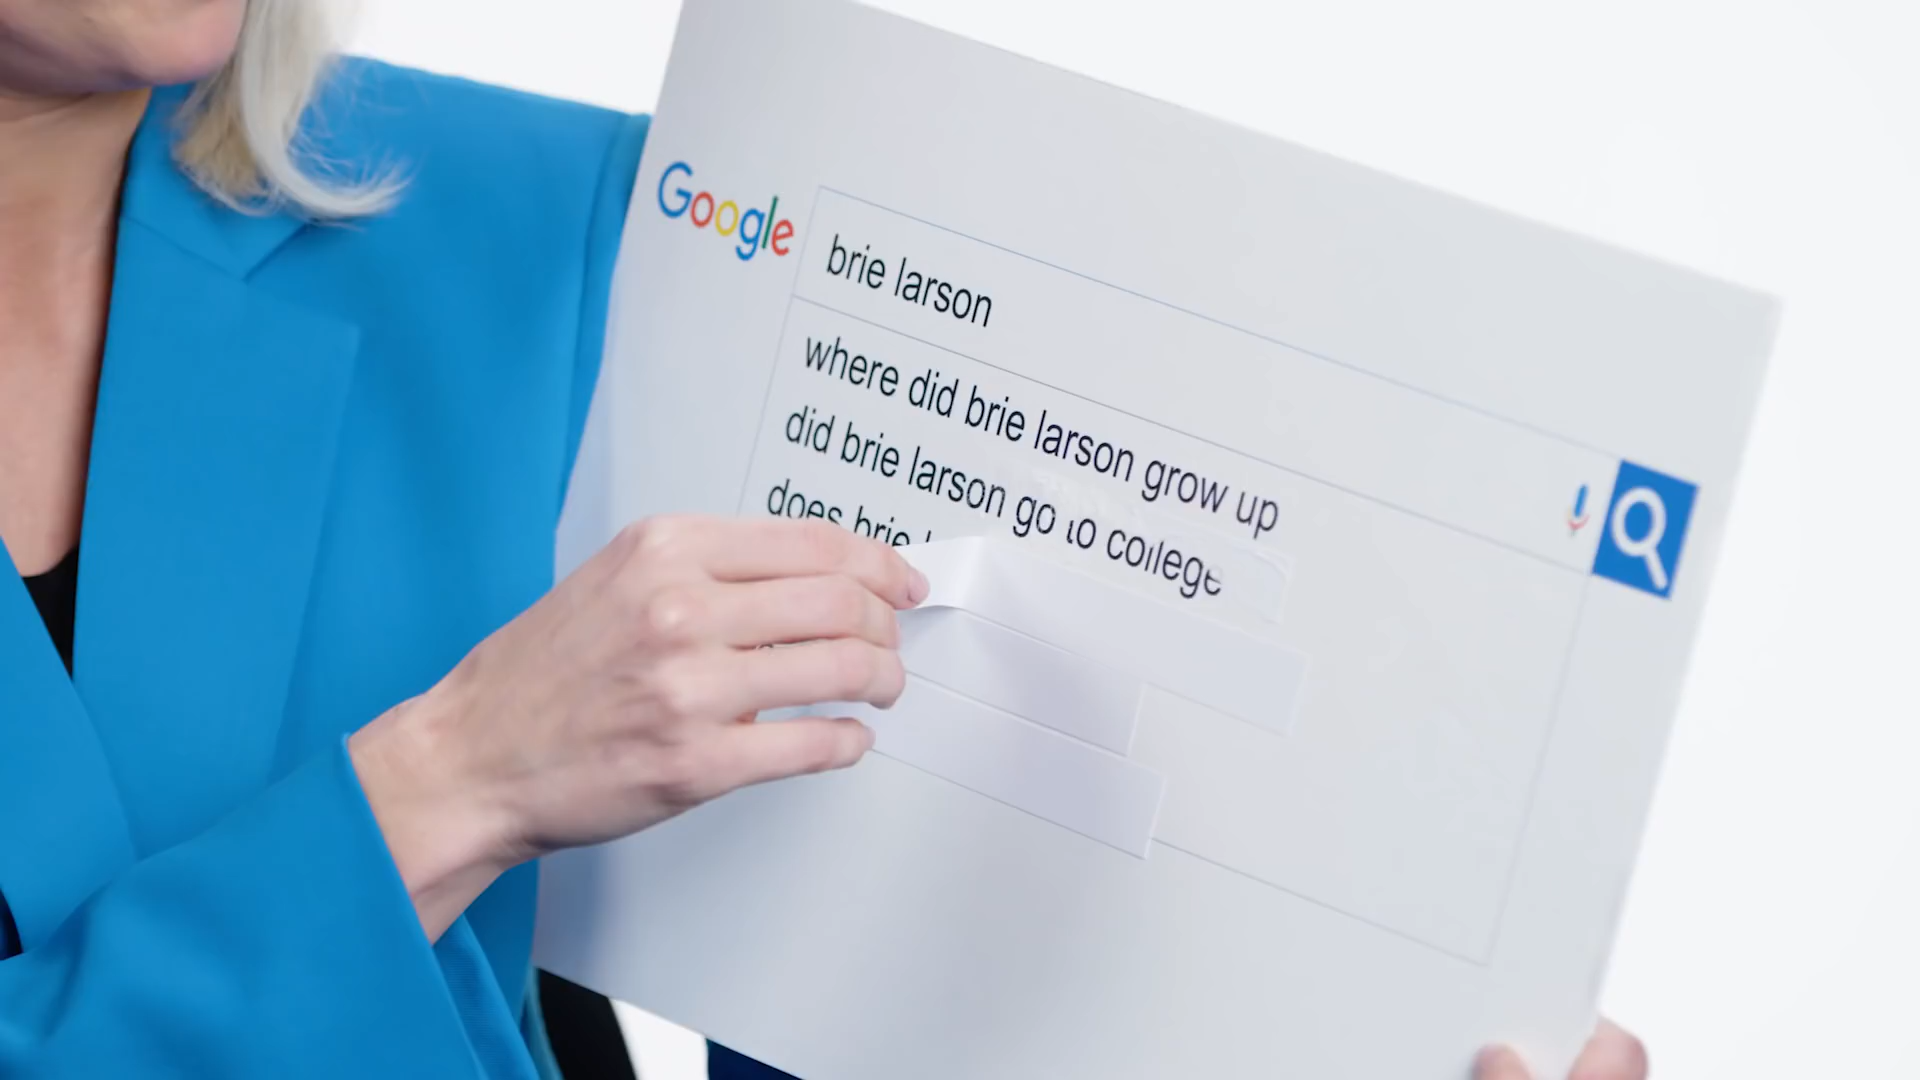 Google
brie larson
where did brie larson grow up
did brie larson go to college
does brie